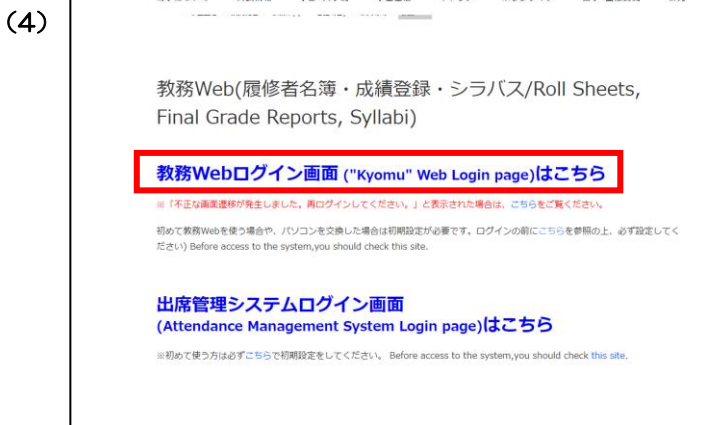 (4)
教務Web(履修者名簿・成績登録・シラバス/Roll Sheets,
Final Grade Reports, Syllabi)
教務Webログイン画面 ("Kyomu" Web Login page)はこちら
※「不正な画面遷移が発生しました。再ログインしてください。」と表示された場合は、こちらをご覧ください。
初めて教務Webを使う場合や、パソコンを交換した場合は初期設定が必要です。ログインの前にこちらを参照の上、必ず設定してく
ださい) Before access to the system,you should check this site.
出席管理システムログイン画面
(Attendance Management System Login page)はこちら
※初めて使う方は必ずこちらで初期設定をしてください。 Before access to the system,you should check this site.